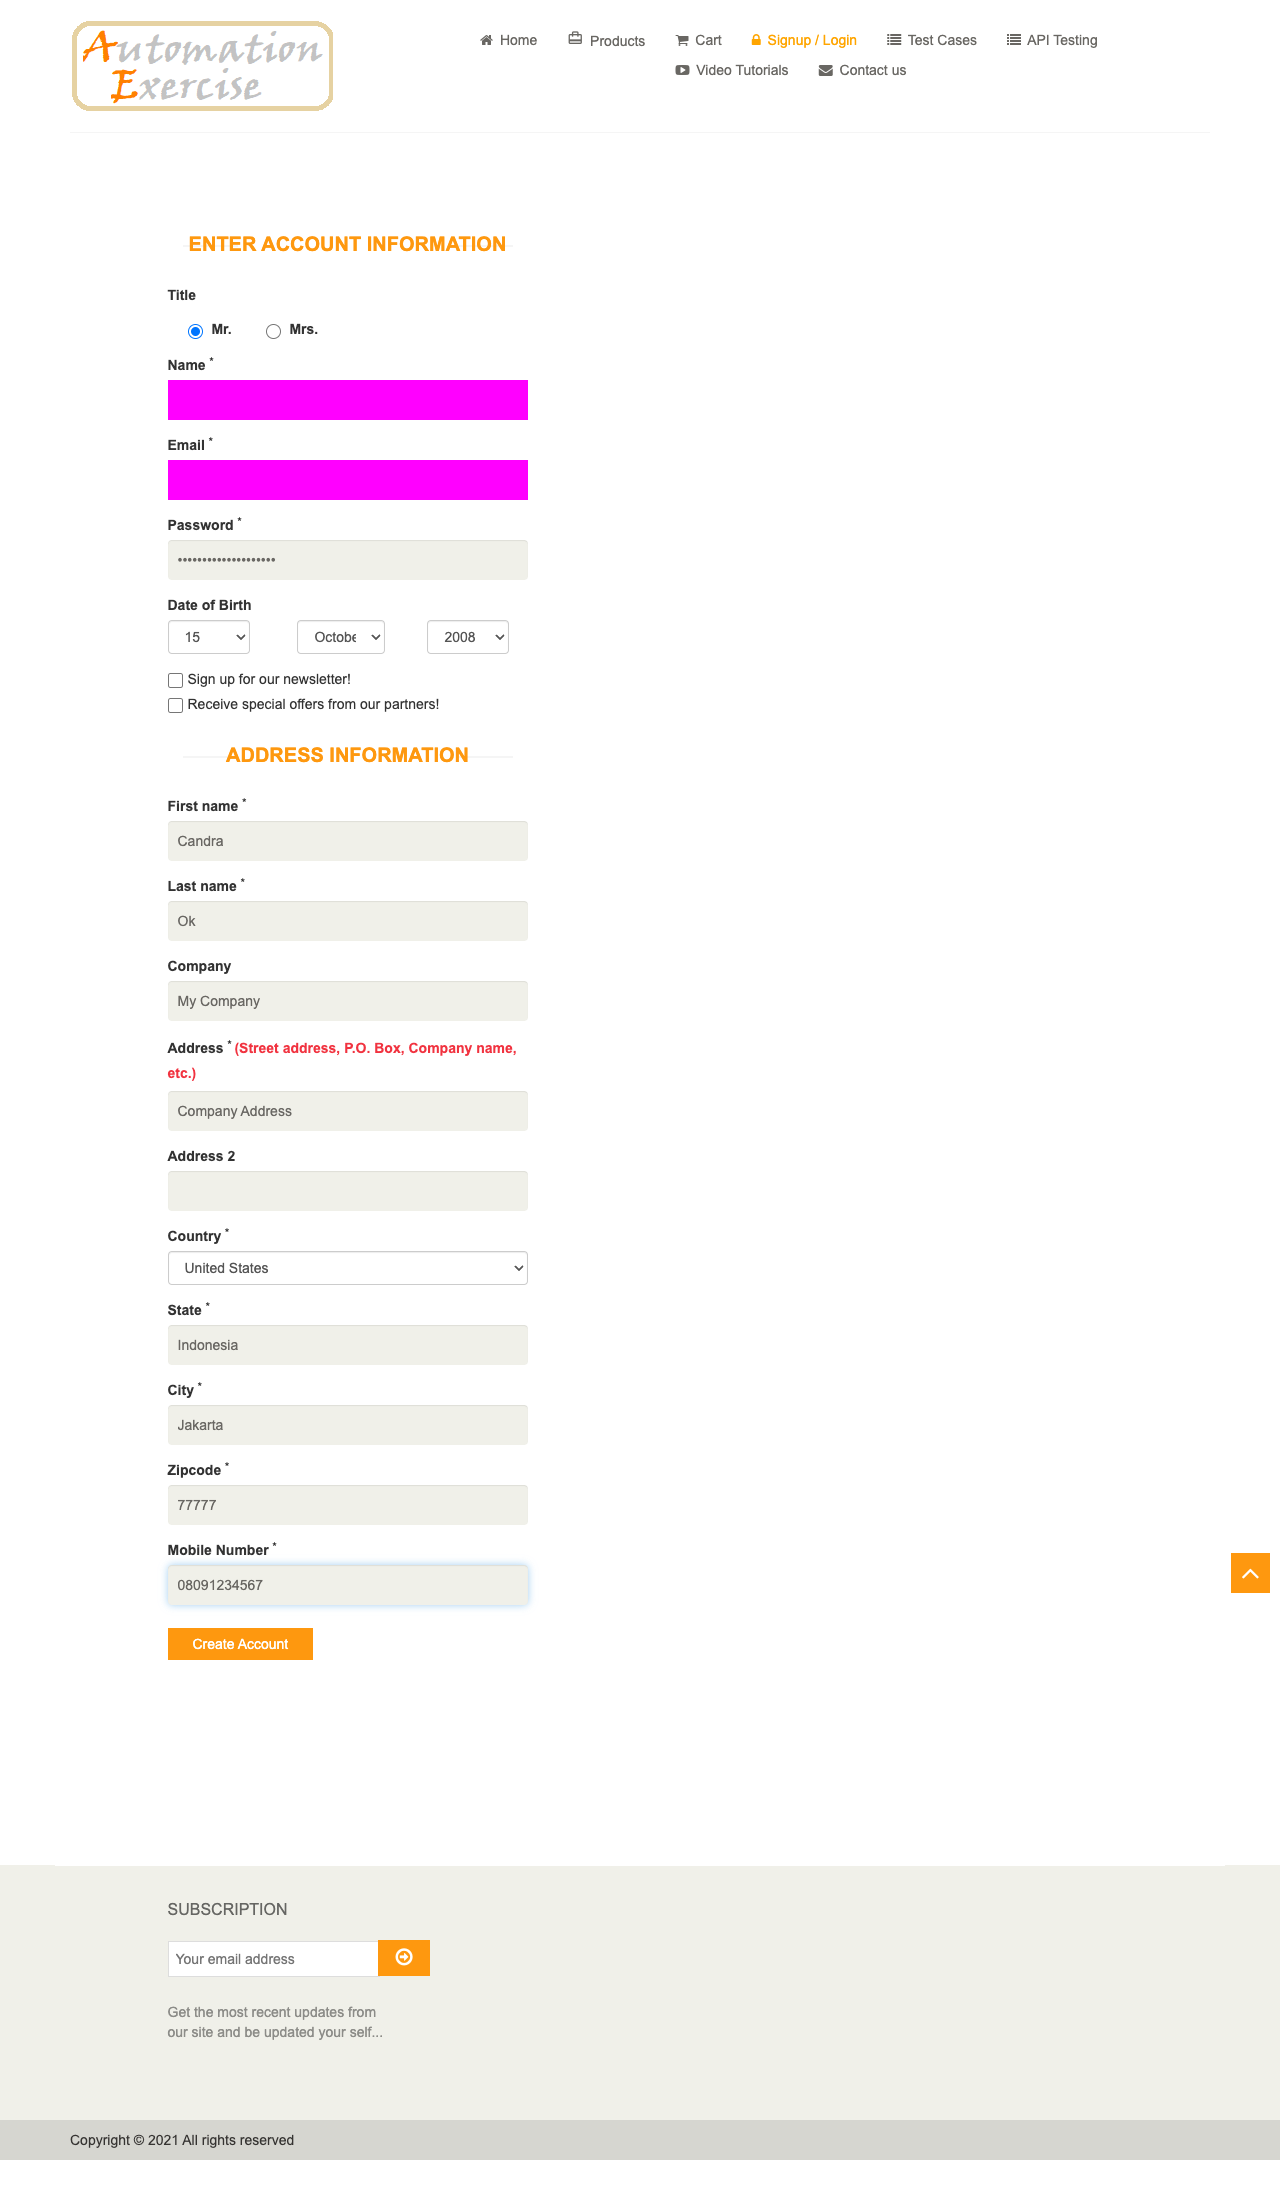 Automation
Exercise
Home
Products
Cart
Signup / Login
Test Cases
API Testing
Video Tutorials
Contact us
ENTER ACCOUNT INFORMATION
Title
Mr.
Mrs.
Name *
Email *
Password *
••••••••••••••••••••
Date of Birth
15
Octobe
2008
Sign up for our newsletter!
Receive special offers from our partners!
ADDRESS INFORMATION
First name *
Candra
Last name *
Ok
Company
My Company
Address * (Street address, P.O. Box, Company name,
etc.)
Company Address
Address 2
Country *
United States
State *
Indonesia
City *
Jakarta
Zipcode *
77777
Mobile Number *
08091234567
Create Account
SUBSCRIPTION
Your email address
Get the most recent updates from
our site and be updated your self...
Copyright © 2021 All rights reserved